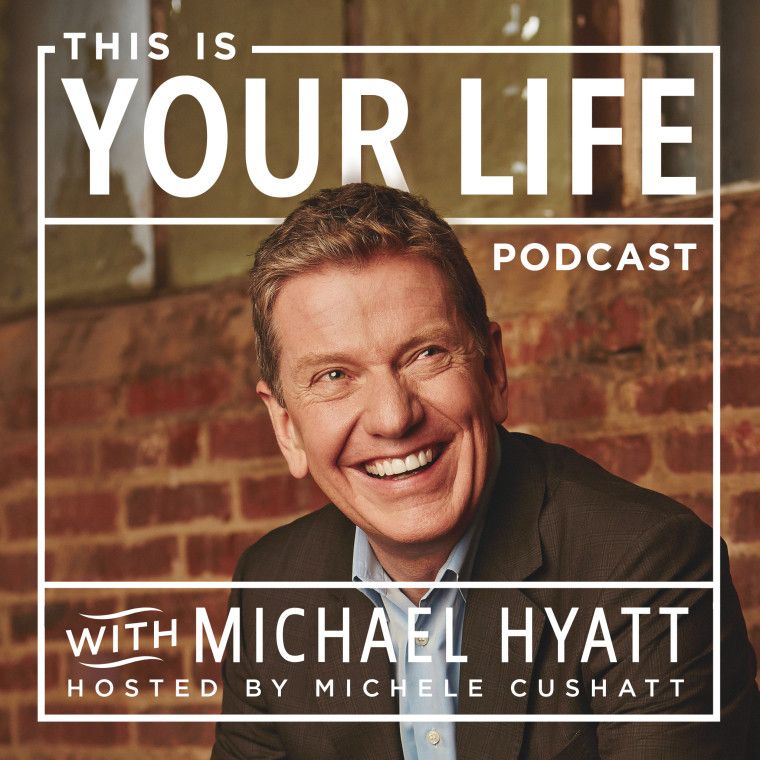 THIS IS
YOUR LIFE
PODCAST
WITH MICHAEL HYATT
HOSTED BY MICHELE CUSHATT